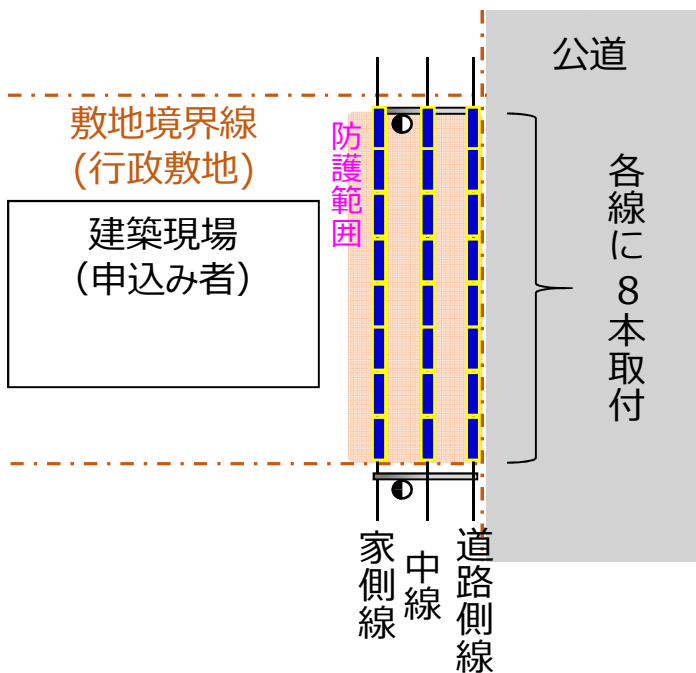 公道
敷地境界線
(行政敷地)
防護範囲
建築現場
(申込み者)
各線に8本取付
家側線
中線
道路側線